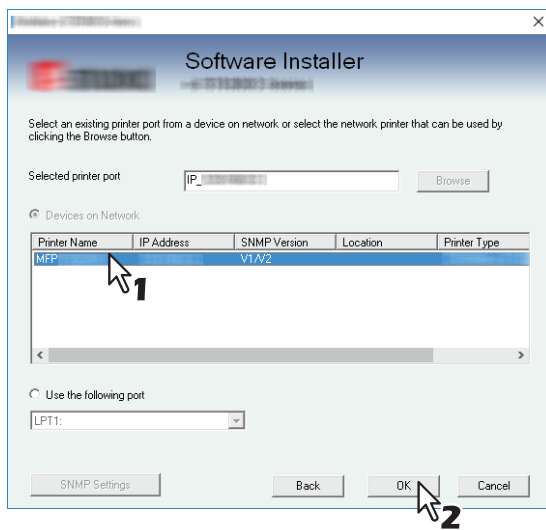 Software Installer
Select an existing printer port from a device on network or select the network printer that can be used by
clicking the Browse button.
Selected printer port IP_ Browse
Devices on Network
Printer Name IP Address SNMP Version Location Printer Type
MFP V1/V2
1
Use the following port
LPT1:
SNMP Settings Back OK Cancel
2